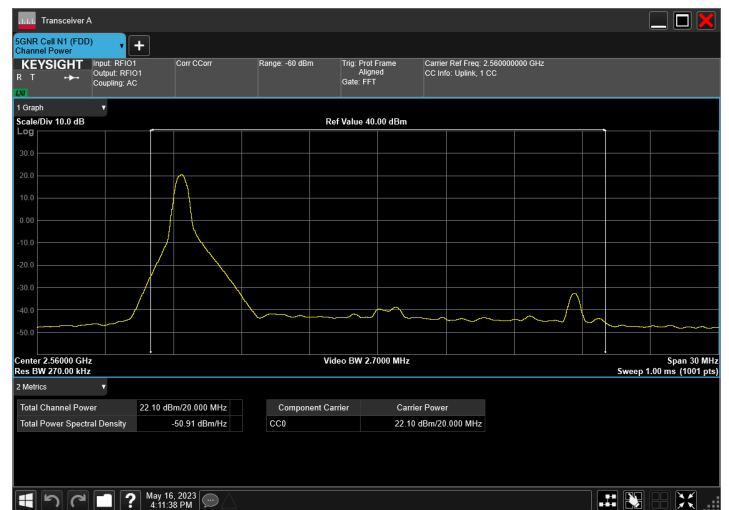 Transceiver A
5GNR Cell N1 (FDD)
Channel Power
KEYSIGHT
R T
LXI
Input: RFIO1
Output: RFIO1
Coupling: AC
Corr CCorr
Range: -60 dBm
Trig: Prot Frame
Aligned
Gate: FFT
Carrier Ref Freq: 2.560000000 GHz
CC Info: Uplink, 1 CC
1 Graph
Scale/Div 10.0 dB
Ref Value 40.00 dBm
Log
30.0
20.0
10.0
0.00
-10.0
-20.0
-30.0
-40.0
-50.0
Center 2.56000 GHz
Video BW 2.7000 MHz
Span 30 MHz
Res BW 270.00 kHz
Sweep 1.00 ms (1001 pts)
2 Metrics
Total Channel Power 22.10 dBm/20.000 MHz
Total Power Spectral Density -50.91 dBm/Hz
Component Carrier Carrier Power
CC0 22.10 dBm/20.000 MHz
May 16, 2023
4:11:38 PM